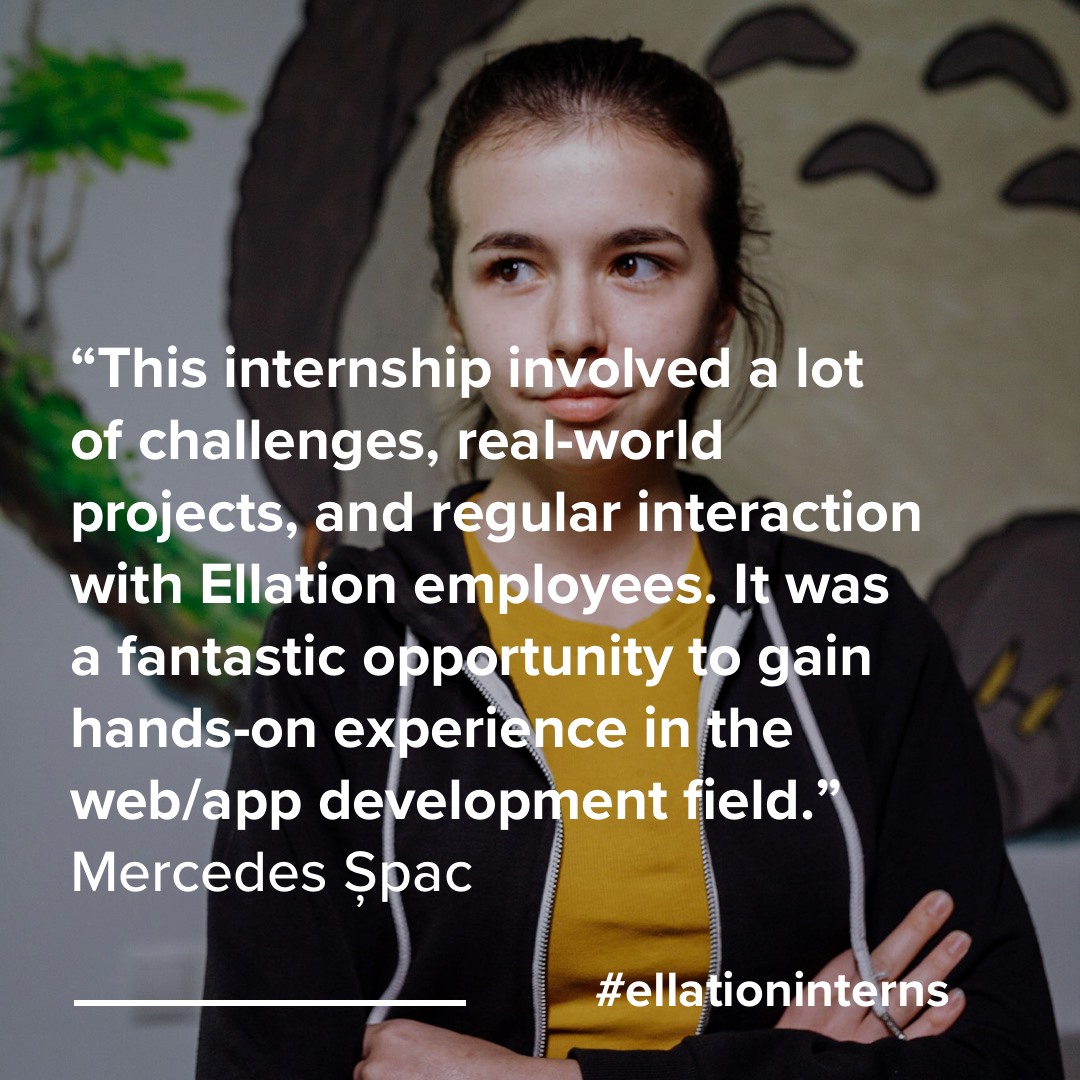 “This internship involved a lot
of challenges, real-world
projects, and regular interaction
with Ellation employees. It was
a fantastic opportunity to gain
hands-on experience in the
web/app development field.”
Mercedes Șpac
#ellationinterns